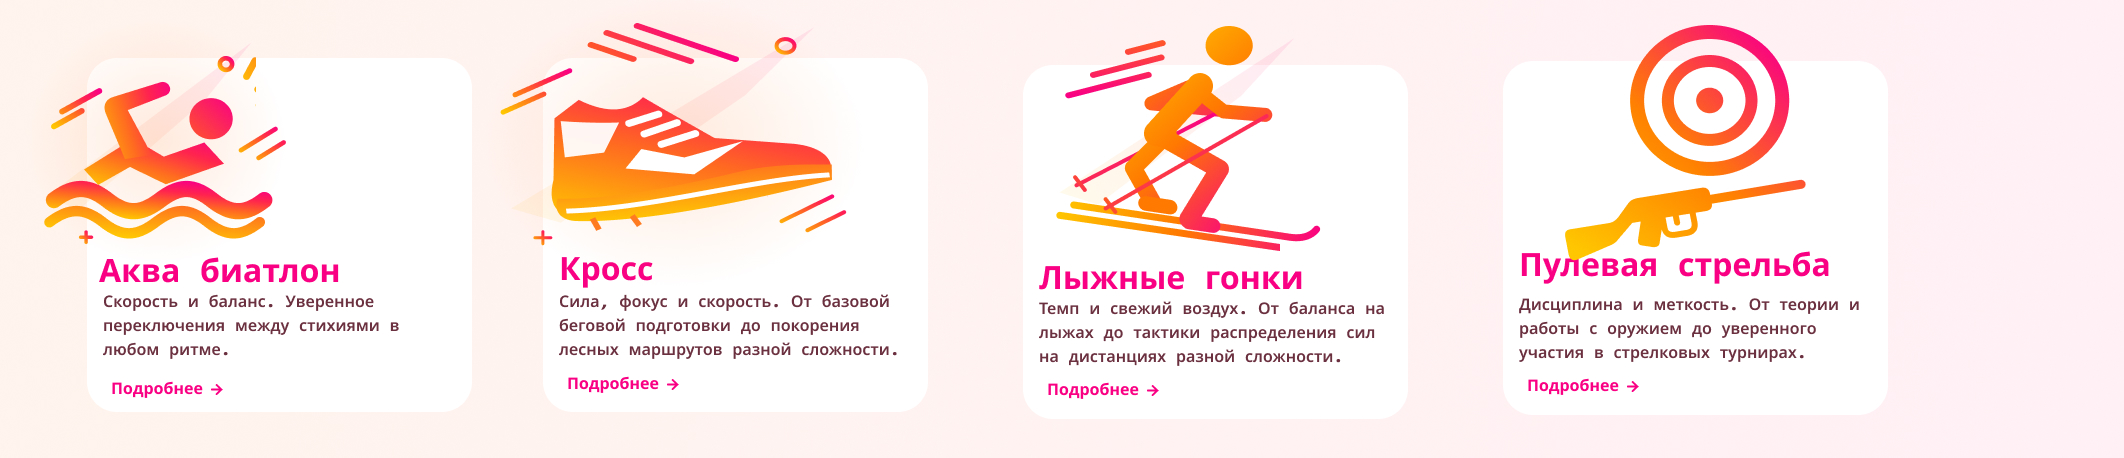 Аква биатлон
Скорость и баланс. Уверенное
переключения между стихиями в
любом ритме.
Подробнее →
Кросс
Сила, фокус и скорость. От базовой
беговой подготовки до покорения
лесных маршрутов разной сложности.
Подробнее →
Лыжные гонки
Темп и свежий воздух. От баланса на
лыжах до тактики распределения сил
на дистанциях разной сложности.
Подробнее →
Пулевая стрельба
Дисциплина и меткость. От теории и
работы с оружием до уверенного
участия в стрелковых турнирах.
Подробнее →